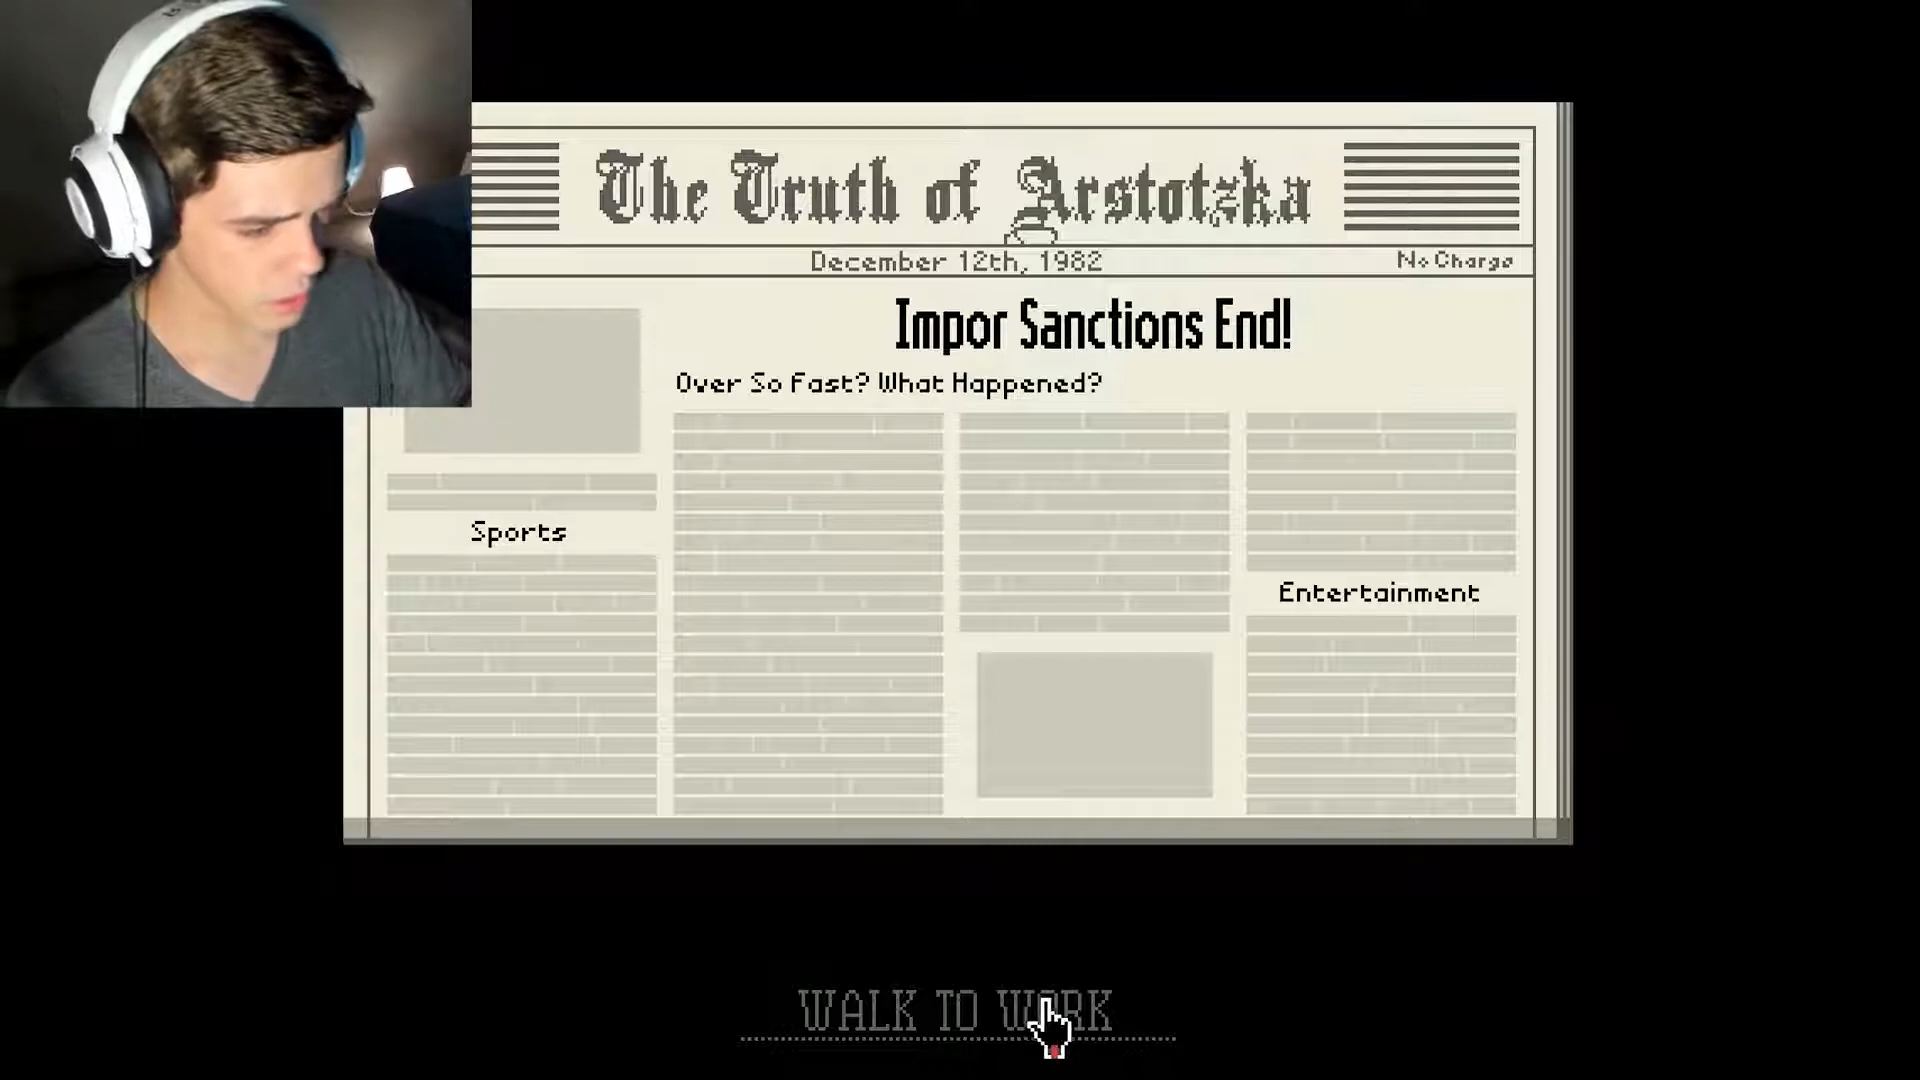 The Truth of Arstotzka
December 12th, 1982
No Charge
Impor Sanctions End!
Over So Fast? What Happened?
Sports
Entertainment
WALK TO WORK